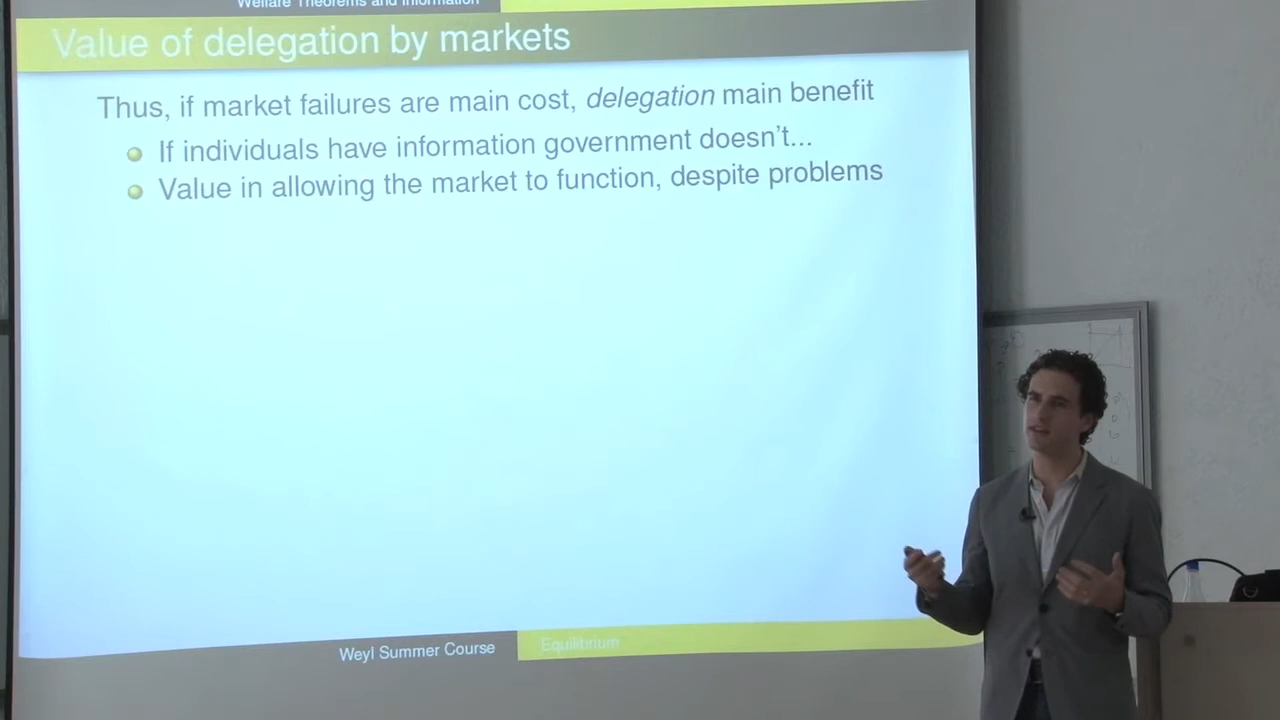 Welfare Theorems and Information
Value of delegation by markets
Thus, if market failures are main cost, delegation main benefit
If individuals have information government doesn't...
Value in allowing the market to function, despite problems
Weyl Summer Course
Equilibrium